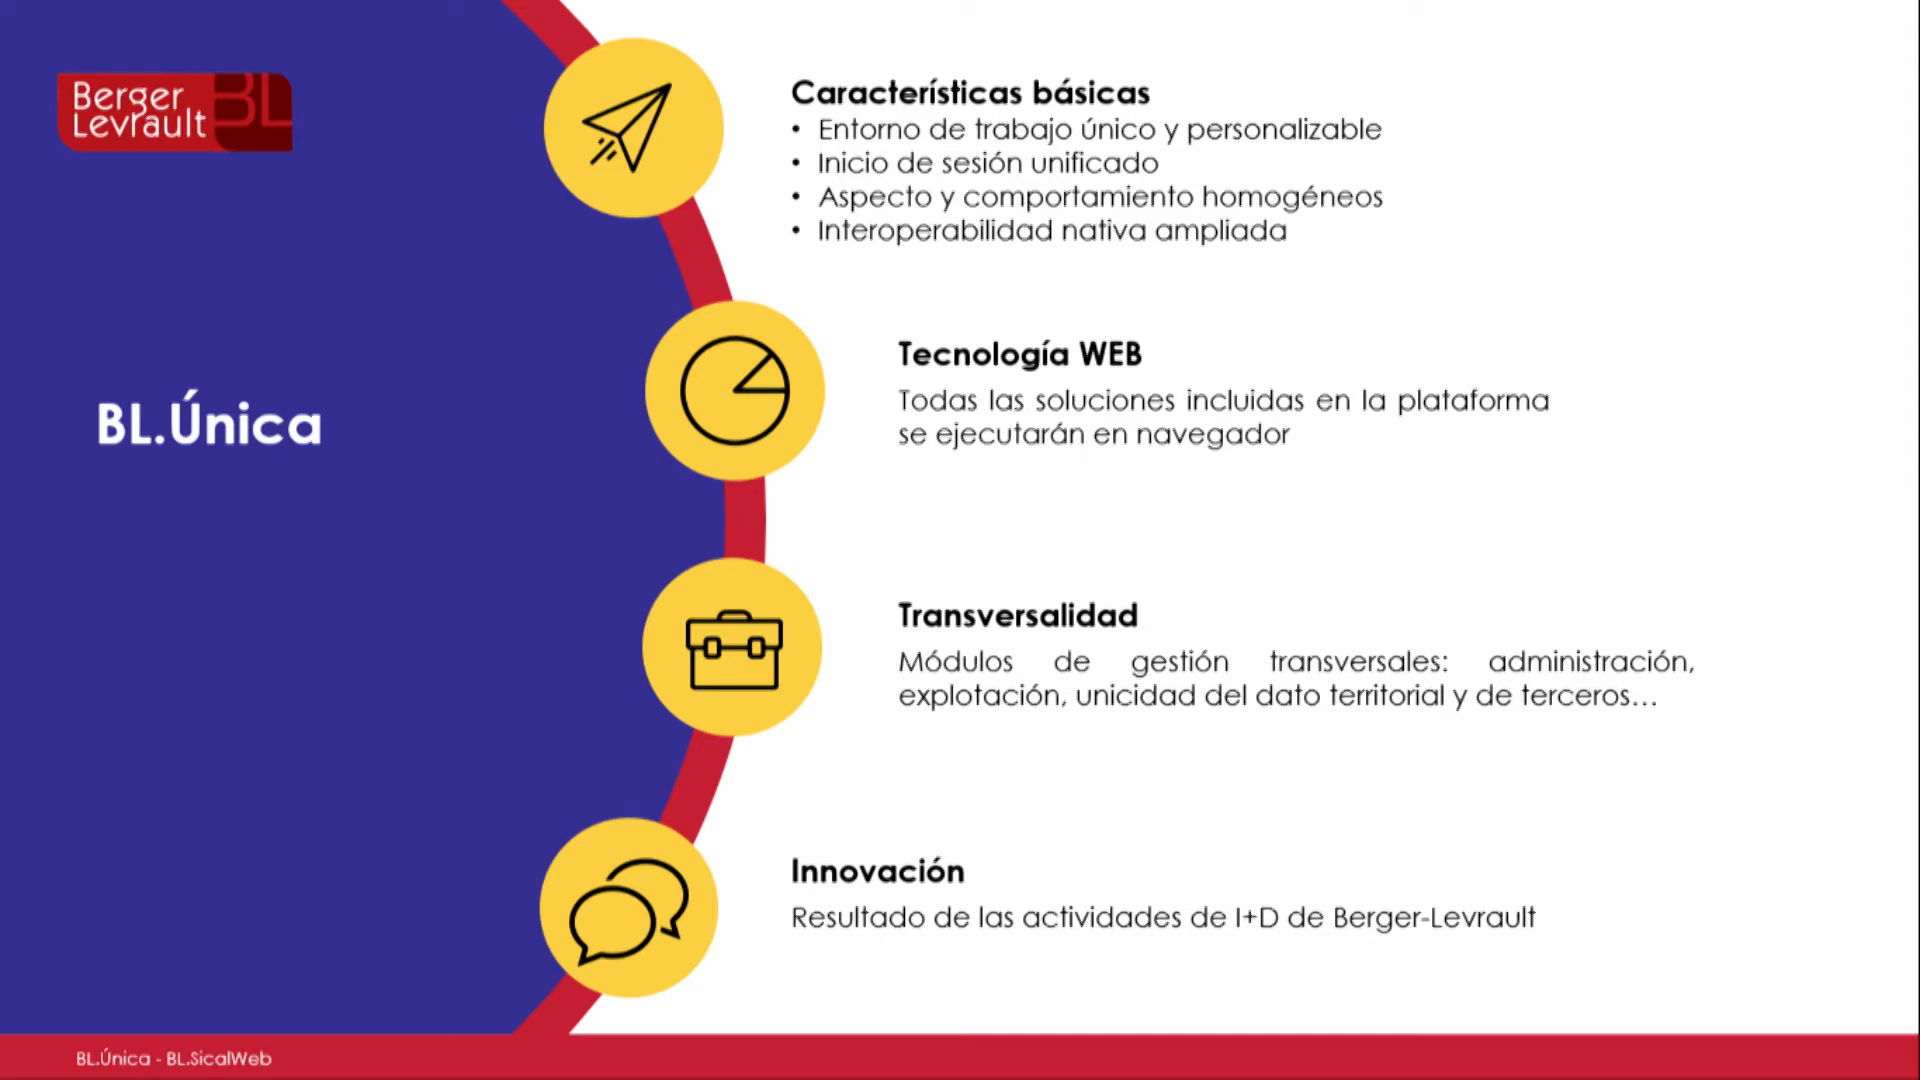 Berger
Levrault
BL
BL.Única
Características básicas
• Entorno de trabajo único y personalizable
• Inicio de sesión unificado
• Aspecto y comportamiento homogéneos
• Interoperabilidad nativa ampliada
Tecnología WEB
Todas las soluciones incluidas en la plataforma
se ejecutarán en navegador
Transversalidad
Módulos de gestión transversales: administración,
explotación, unicidad del dato territorial y de terceros...
Innovación
Resultado de las actividades de I+D de Berger-Levrault
BL.Única - BL.SicalWeb